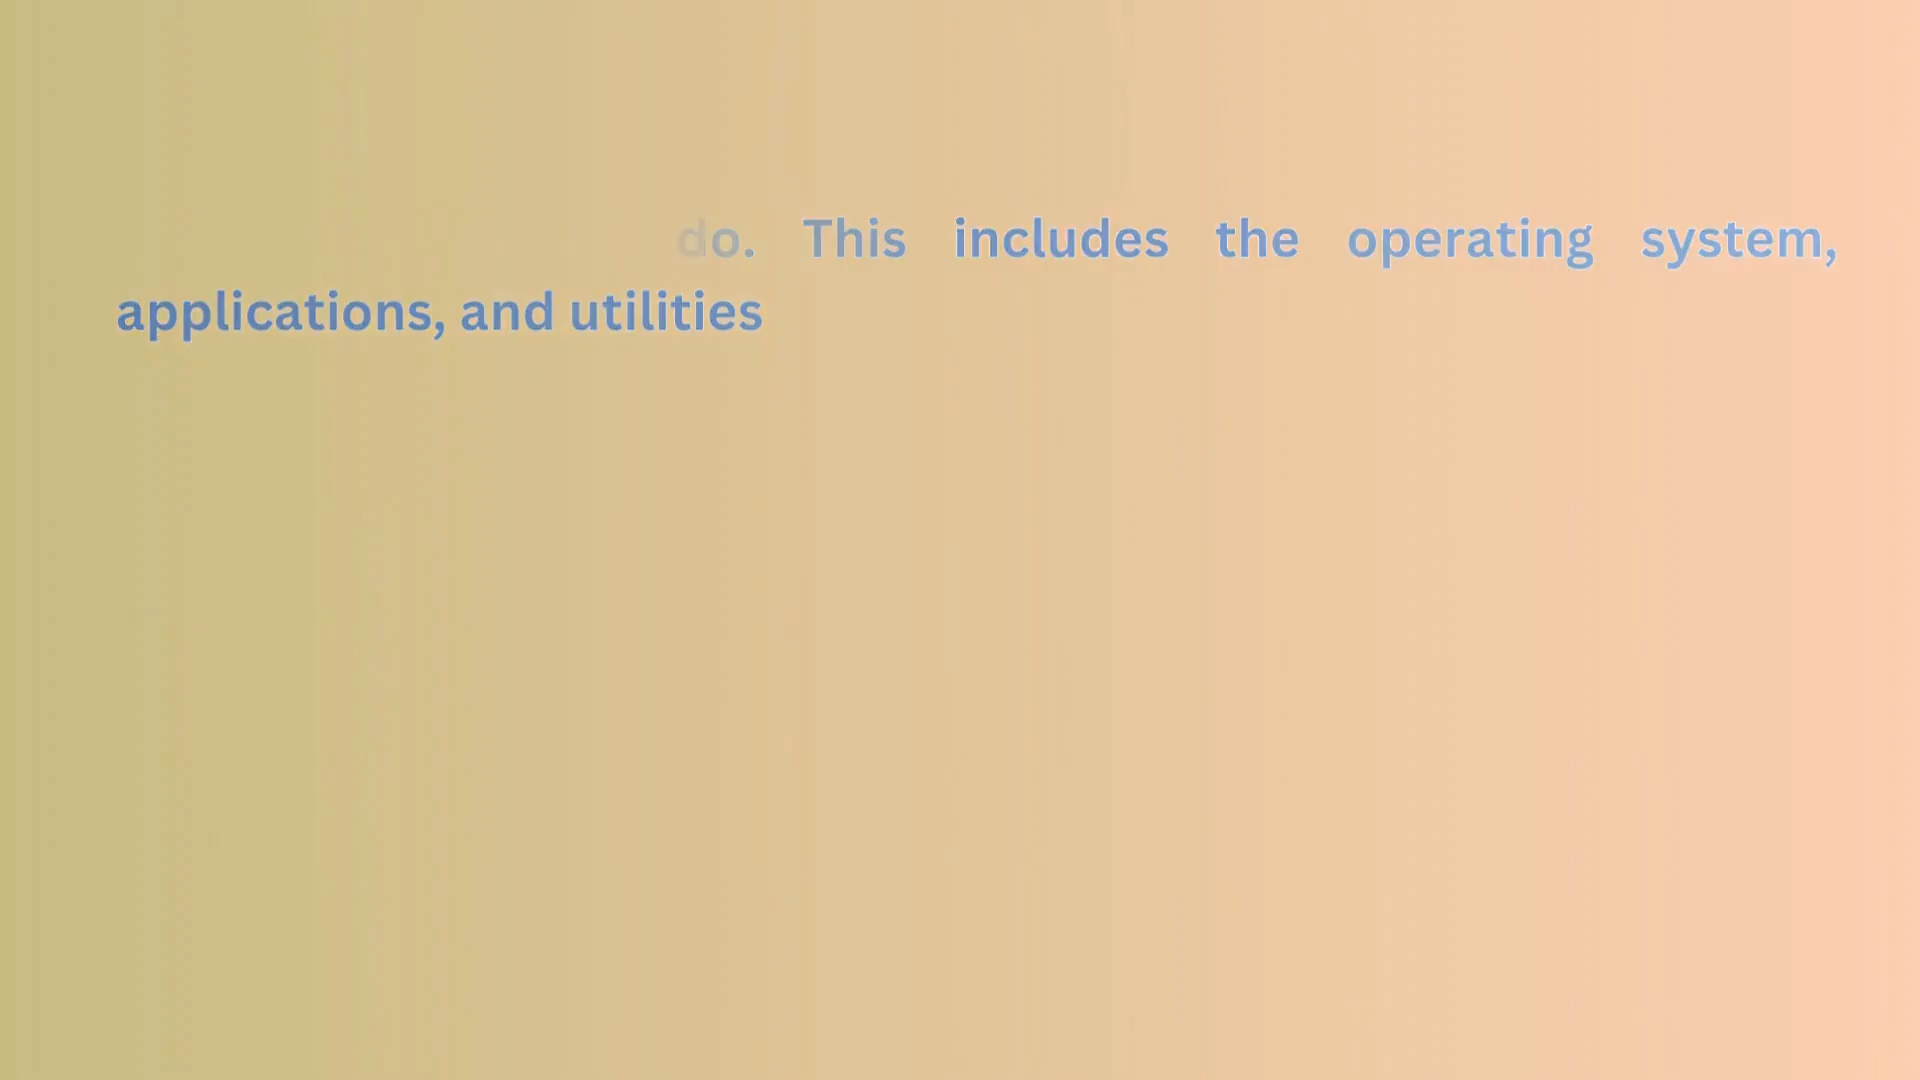 do. This includes the operating system,
applications, and utilities